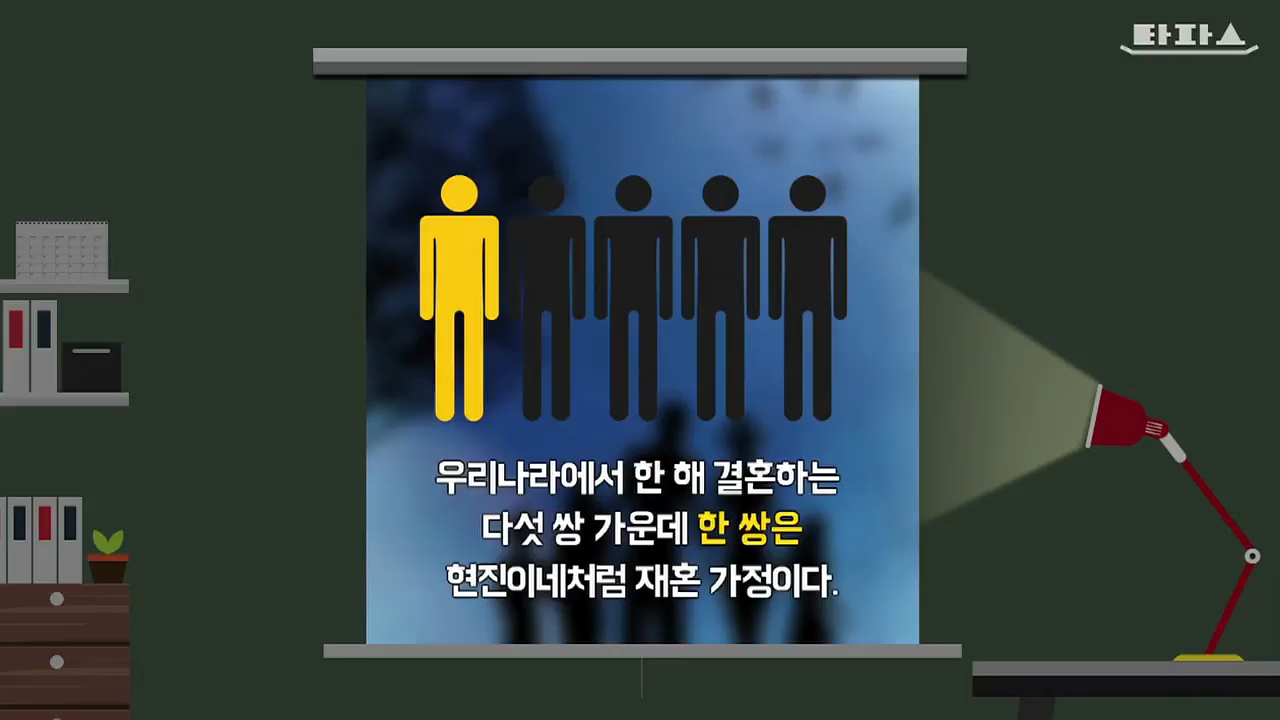 타파스
우리나라에서 한 해 결혼하는
다섯 쌍 가운데 한 쌍은
현진이네처럼 재혼 가정이다.